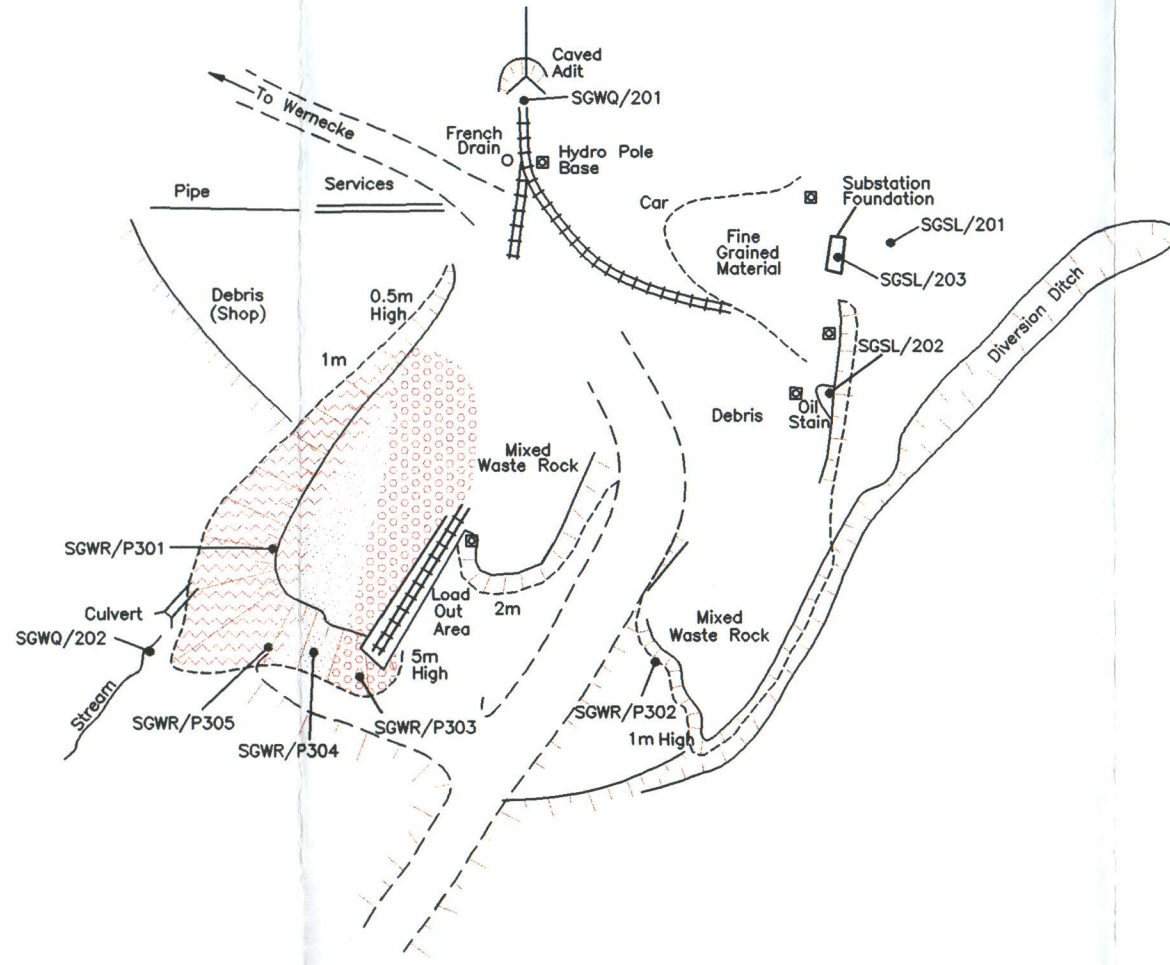 Caved
Adit
SGWQ/201
To Wernecke
French
Drain
Hydro Pole
Base
Pipe
Services
Car
Substation
Foundation
SGSL/201
Fine
Grained
Material
SGSL/203
Debris
(Shop)
0.5m
High
Diversion Ditch
1m
SGSL/202
Debris
Oil
Stain
Mixed
Waste Rock
SGWR/P301
Culvert
Load
Out
Area
2m
Mixed
Waste Rock
SGWQ/202
5m
High
Stream
SGWR/P305
SGWR/P304
SGWR/P303
SGWR/P302
1m High